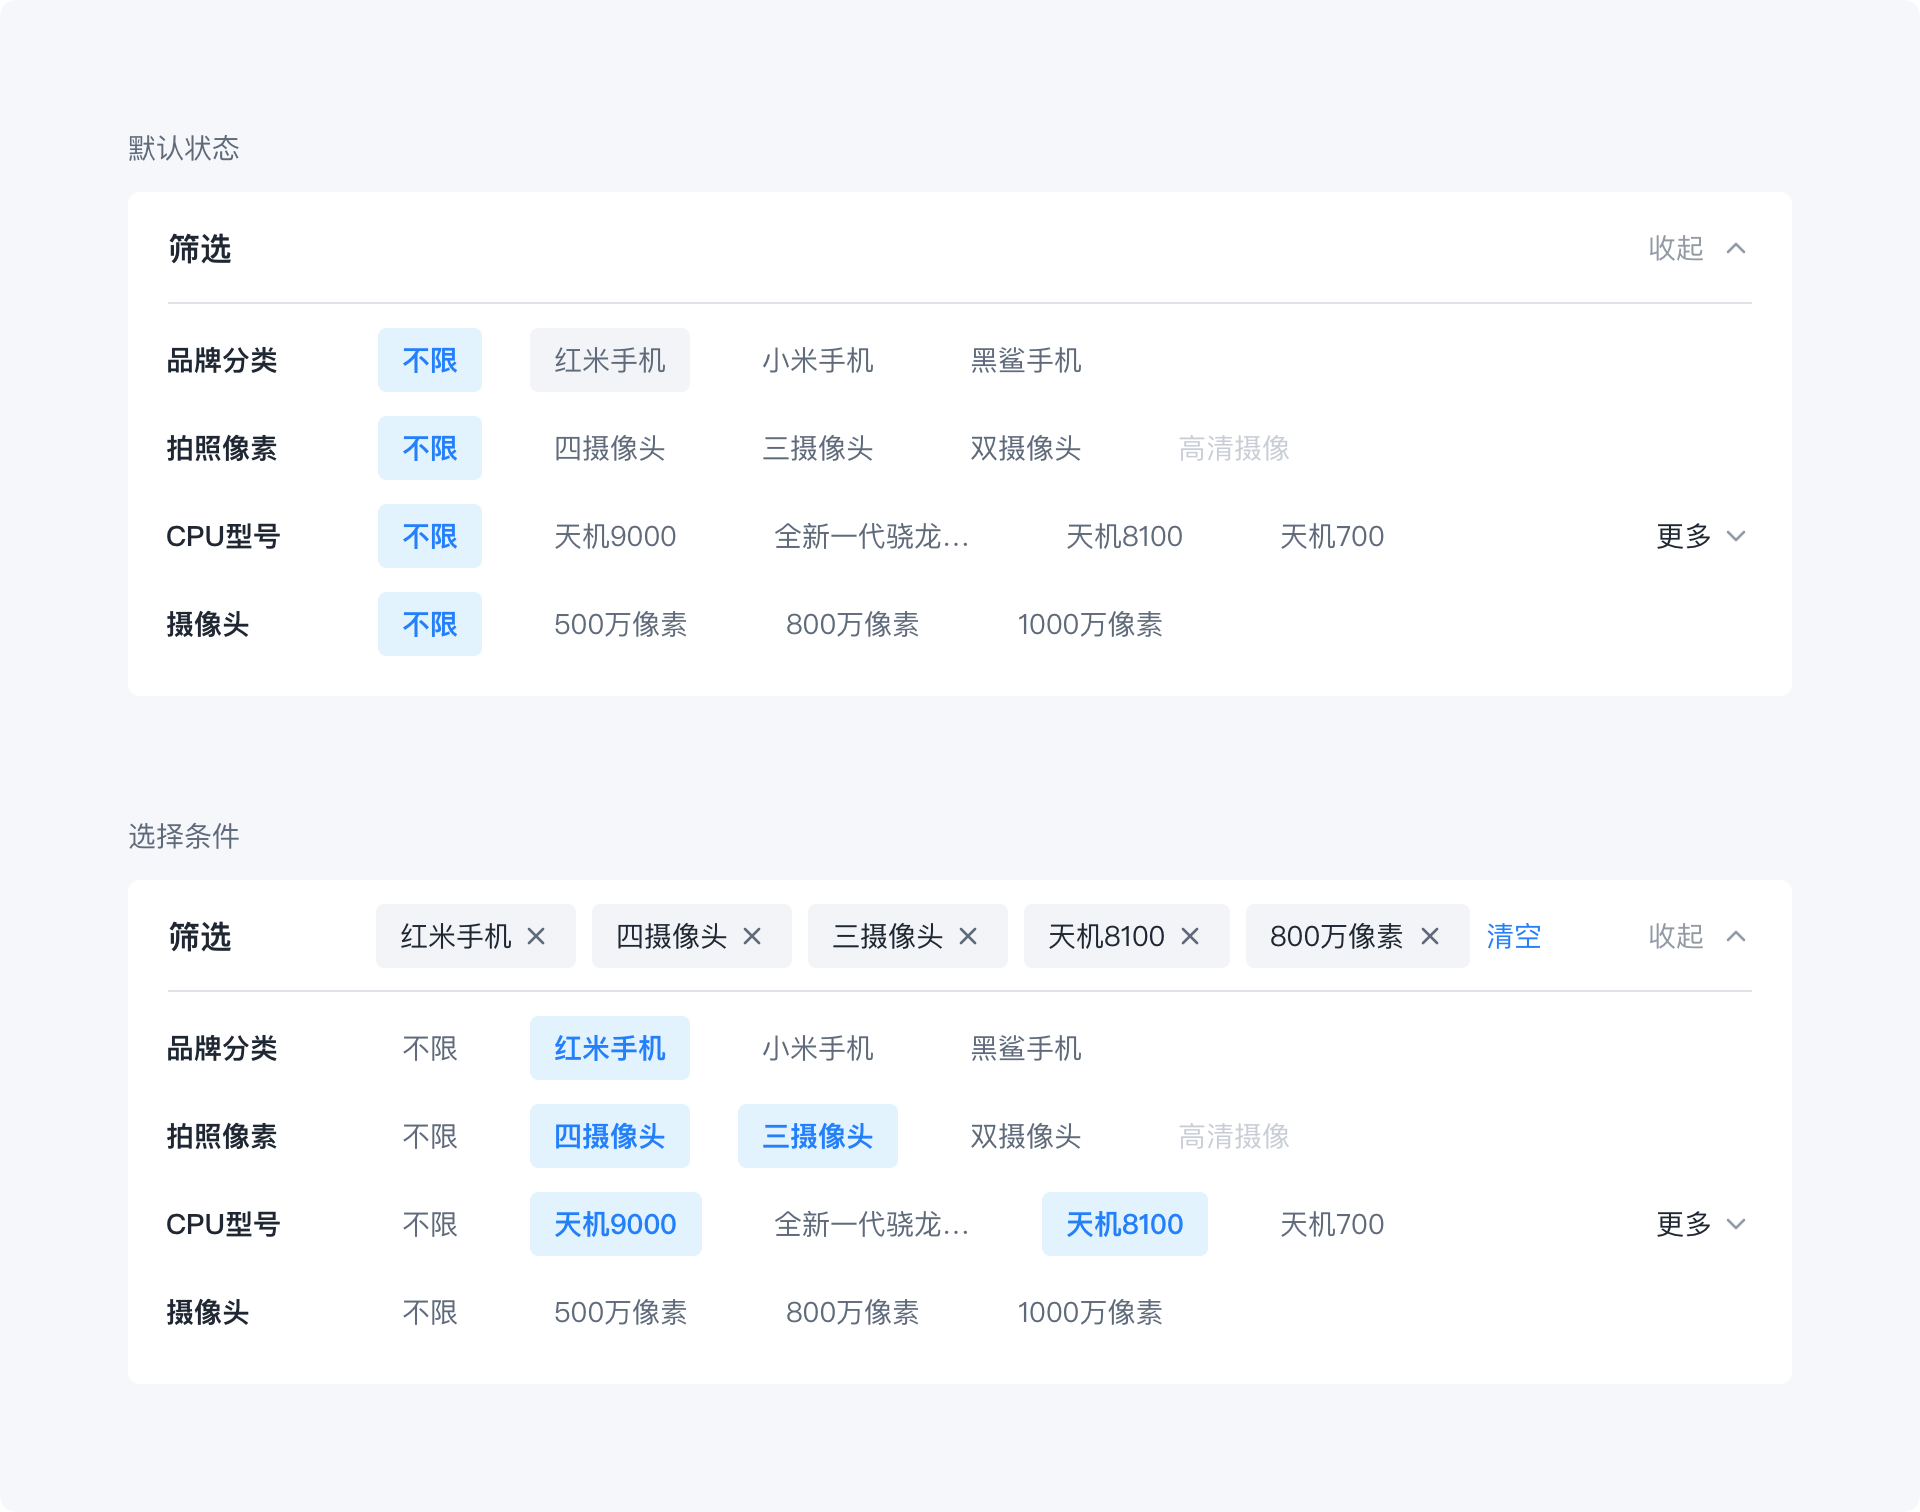 默认状态
筛选 收起
品牌分类 不限 红米手机 小米手机 黑鲨手机
拍照像素 不限 四摄像头 三摄像头 双摄像头 高清摄像
CPU型号 不限 天机9000 全新一代骁龙... 天机8100 天机700 更多
摄像头 不限 500万像素 800万像素 1000万像素
选择条件
筛选 红米手机 × 四摄像头 × 三摄像头 × 天机8100 × 800万像素 × 清空 收起
品牌分类 不限 红米手机 小米手机 黑鲨手机
拍照像素 不限 四摄像头 三摄像头 双摄像头 高清摄像
CPU型号 不限 天机9000 全新一代骁龙... 天机8100 天机700 更多
摄像头 不限 500万像素 800万像素 1000万像素